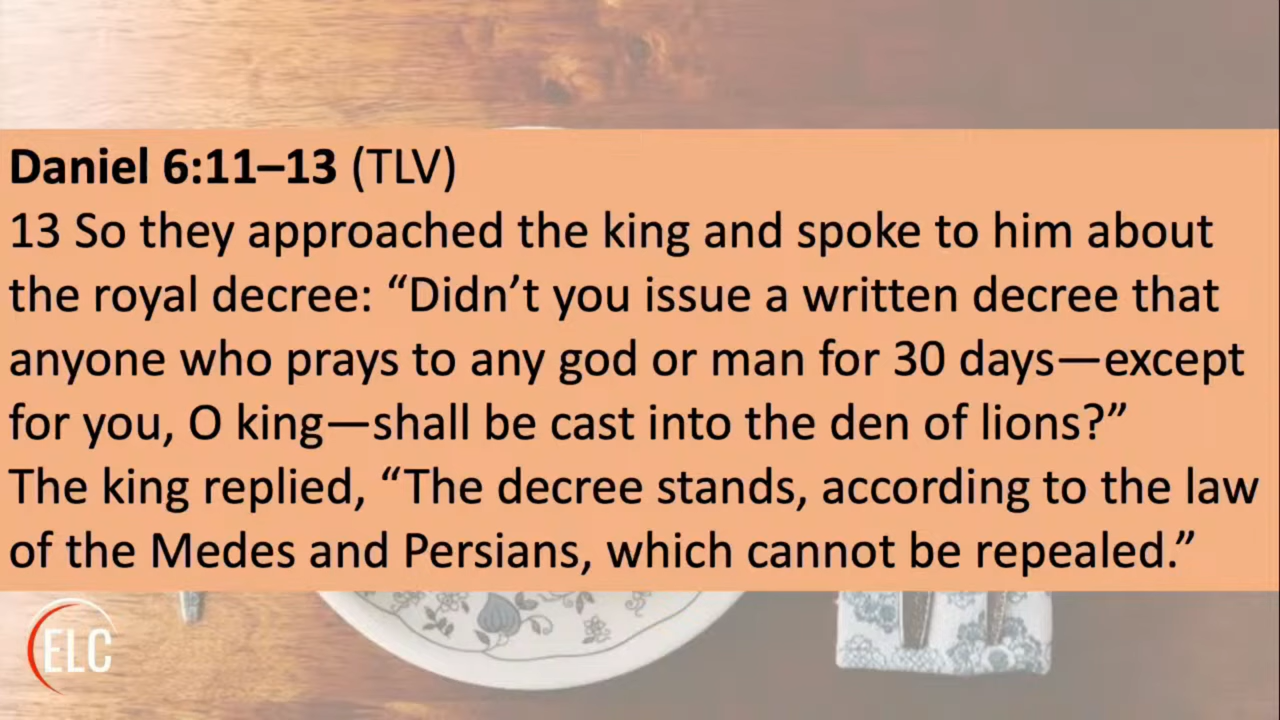 Daniel 6:11–13 (TLV)
13 So they approached the king and spoke to him about
the royal decree: “Didn’t you issue a written decree that
anyone who prays to any god or man for 30 days—except
for you, O king—shall be cast into the den of lions?”
The king replied, “The decree stands, according to the law
of the Medes and Persians, which cannot be repealed.”
ELC